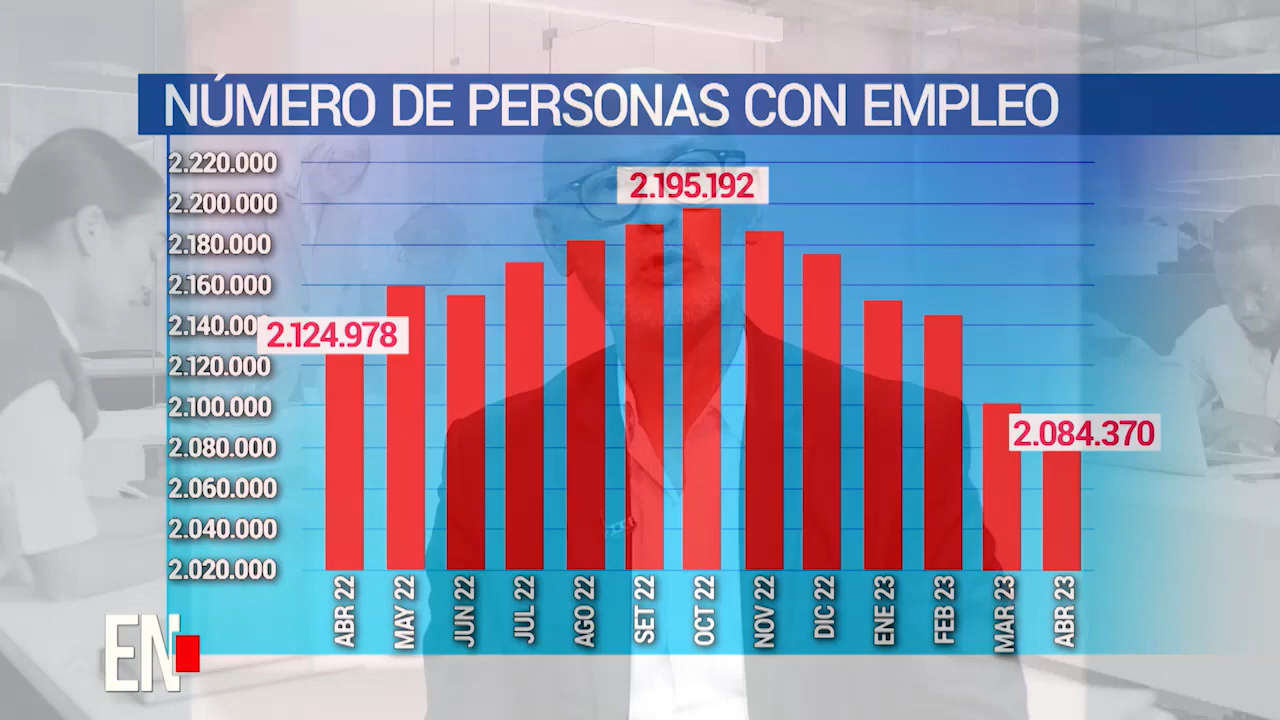 NÚMERO DE PERSONAS CON EMPLEO
2.220.000
2.200.000
2.180.000
2.160.000
2.140.000
2.120.000
2.100.000
2.080.000
2.060.000
2.040.000
2.020.000
2.124.978
2.195.192
2.084.370
ABR 22
MAY 22
JUN 22
JUL 22
AGO 22
SET 22
OCT 22
NOV 22
DIC 22
ENE 23
FEB 23
MAR 23
ABR 23
EN